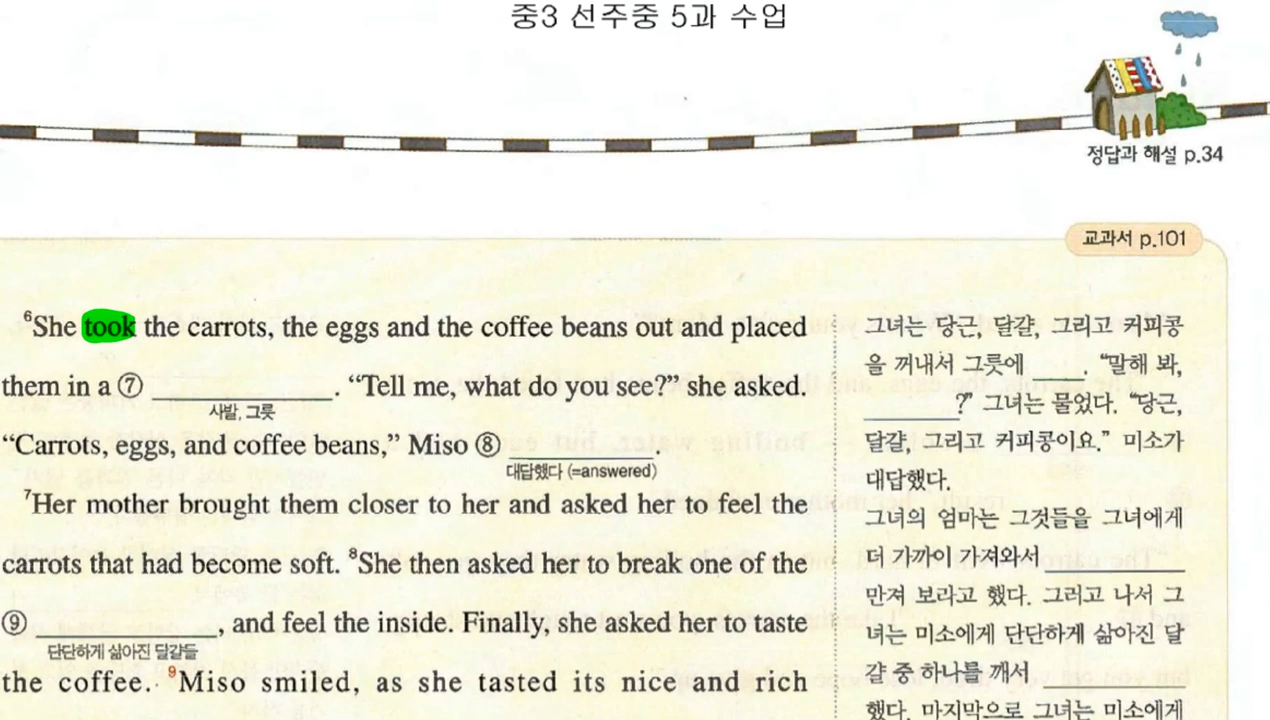 중3 선주중 5과 수업
정답과 해설 p.34
교과서 p.101
⁶She took the carrots, the eggs and the coffee beans out and placed
them in a ⑦ ____________. “Tell me, what do you see?” she asked.
사발, 그릇
“Carrots, eggs, and coffee beans,” Miso ⑧ ____________.
대답했다 (=answered)
⁷Her mother brought them closer to her and asked her to feel the
carrots that had become soft. ⁸She then asked her to break one of the
⑨ ____________, and feel the inside. Finally, she asked her to taste
단단하게 삶아진 달걀들
the coffee. ⁹Miso smiled, as she tasted its nice and rich
그녀는 당근, 달걀, 그리고 커피콩
을 꺼내서 그릇에 ______. “말해 봐,
________?” 그녀는 물었다. “당근,
달걀, 그리고 커피콩이요.” 미소가
대답했다.
그녀의 엄마는 그것들을 그녀에게
더 가까이 가져와서 ____________
만져 보라고 했다. 그러고 나서 그
녀는 미소에게 단단하게 삶아진 달
걀 중 하나를 깨서 ____________
했다. 마지막으로 그녀는 미소에게